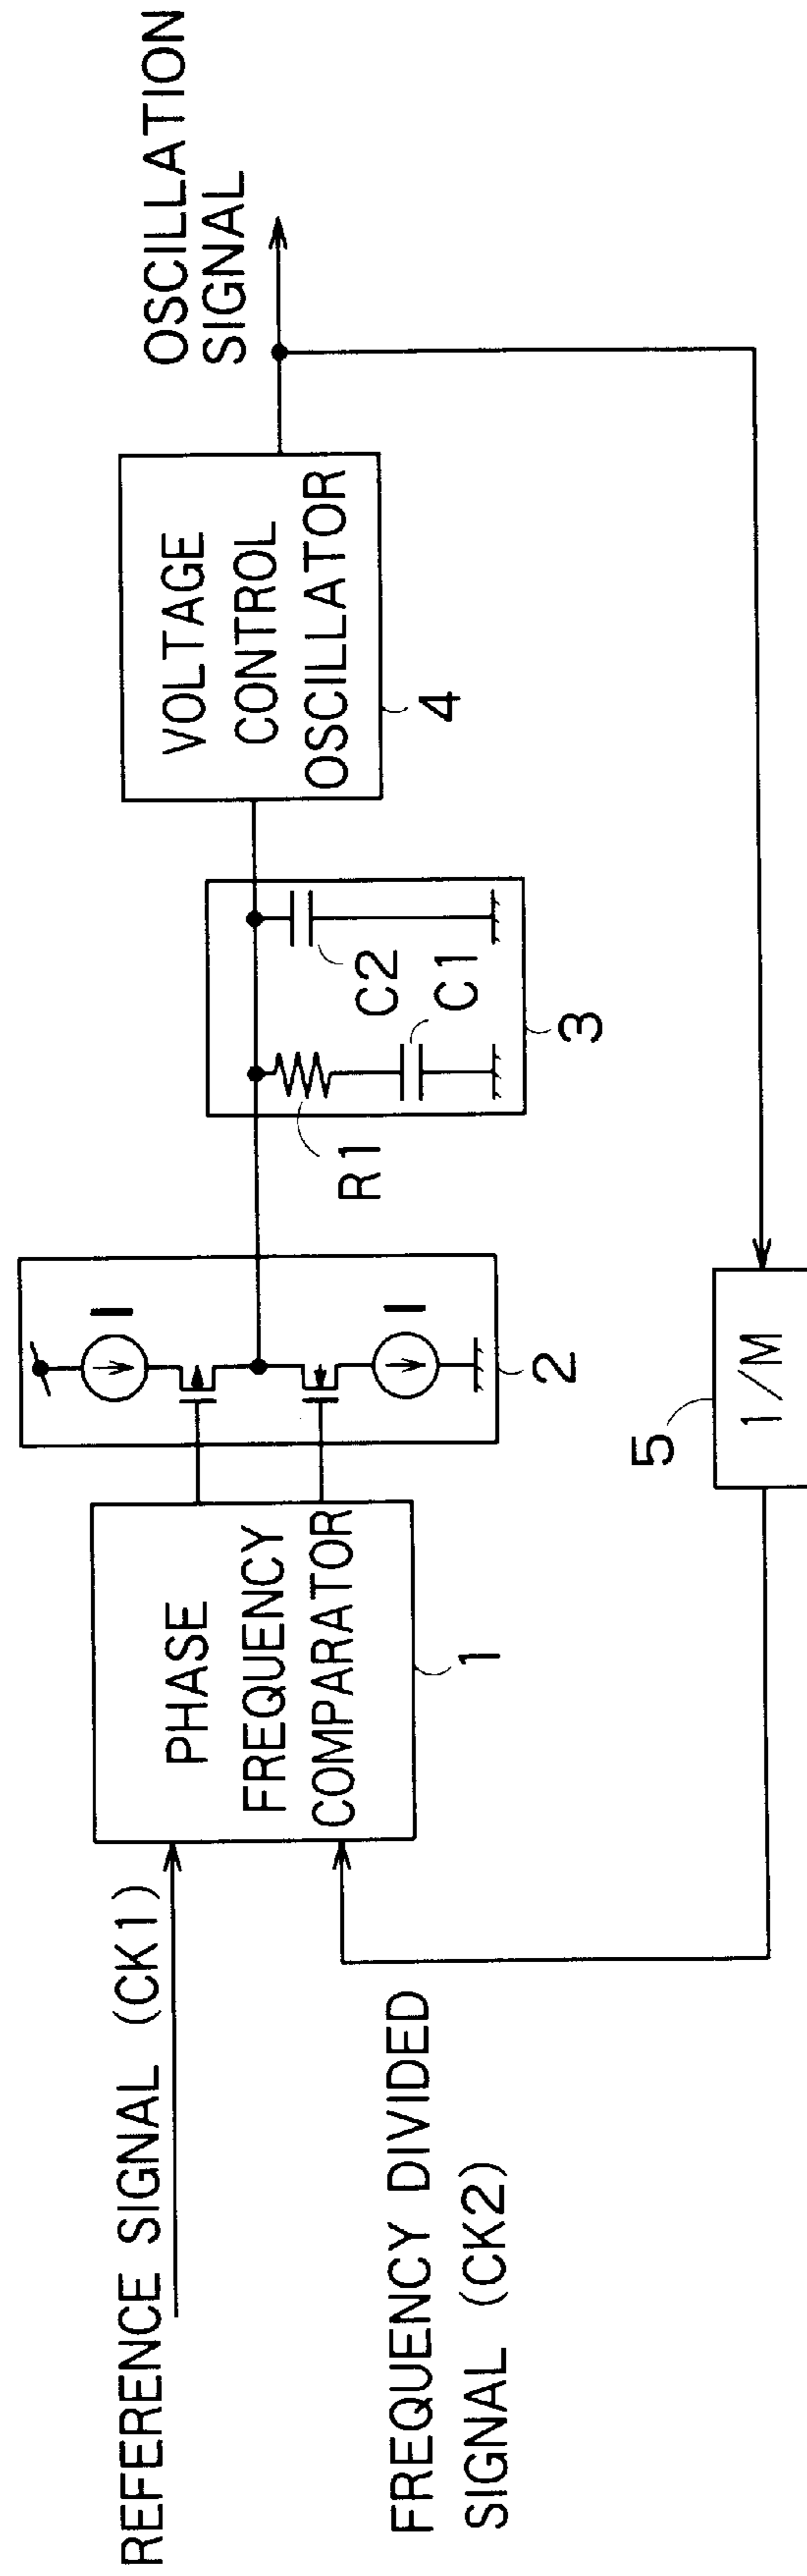 REFERENCE SIGNAL (CK1)
FREQUENCY DIVIDED
SIGNAL (CK2)
PHASE
FREQUENCY
COMPARATOR
1
I
I
2
R1
C2
C1
3
VOLTAGE
CONTROL
OSCILLATOR
4
OSCILLATION
SIGNAL
5
1/M